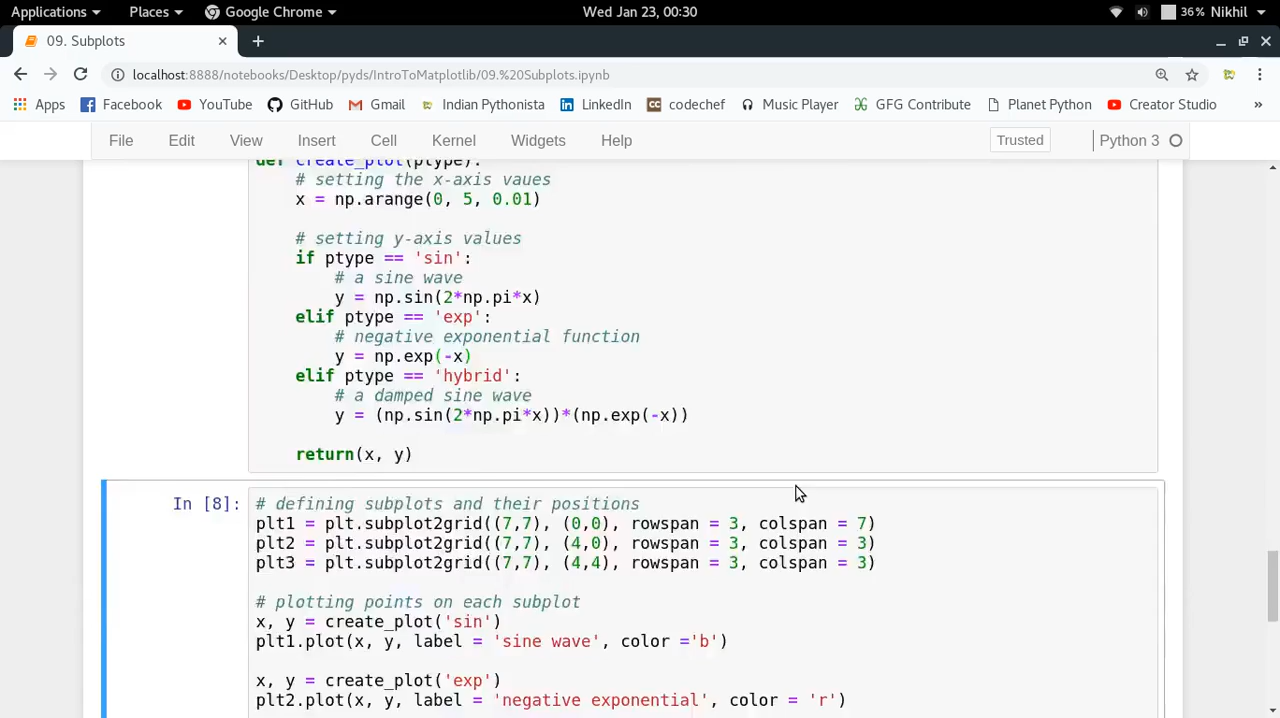 Applications Places Google Chrome Wed Jan 23, 00:30 36% Nikhil
09. Subplots
localhost:8888/notebooks/Desktop/pyds/IntroToMatplotlib/09.%20Subplots.ipynb
Apps Facebook YouTube GitHub Gmail Indian Pythonista LinkedIn codechef Music Player GFG Contribute Planet Python Creator Studio »
File Edit View Insert Cell Kernel Widgets Help Trusted Python 3
def create_plot(ptype):
# setting the x-axis vaues
x = np.arange(0, 5, 0.01)
# setting y-axis values
if ptype == 'sin':
# a sine wave
y = np.sin(2*np.pi*x)
elif ptype == 'exp':
# negative exponential function
y = np.exp(-x)
elif ptype == 'hybrid':
# a damped sine wave
y = (np.sin(2*np.pi*x))*(np.exp(-x))
return(x, y)
In [8]: # defining subplots and their positions
plt1 = plt.subplot2grid((7,7), (0,0), rowspan = 3, colspan = 7)
plt2 = plt.subplot2grid((7,7), (4,0), rowspan = 3, colspan = 3)
plt3 = plt.subplot2grid((7,7), (4,4), rowspan = 3, colspan = 3)
# plotting points on each subplot
x, y = create_plot('sin')
plt1.plot(x, y, label = 'sine wave', color ='b')
x, y = create_plot('exp')
plt2.plot(x, y, label = 'negative exponential', color = 'r')